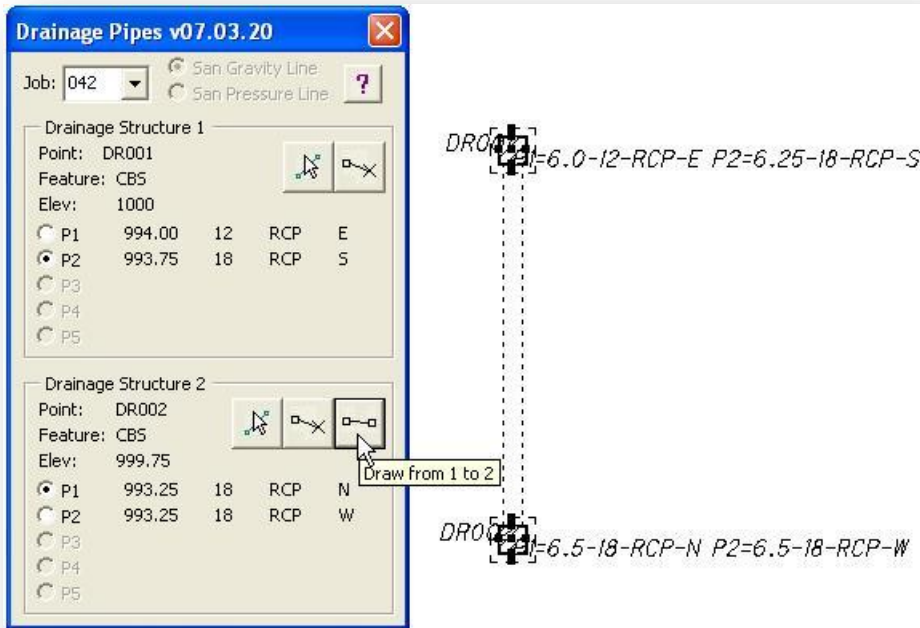 Drainage Pipes v07.03.20
Job: 042
San Gravity Line
San Pressure Line
?
Drainage Structure 1
Point: DR001
Feature: CBS
Elev: 1000
P1 994.00 12 RCP E
P2 993.75 18 RCP S
P3
P4
P5
Drainage Structure 2
Point: DR002
Feature: CBS
Elev: 999.75
Draw from 1 to 2
P1 993.25 18 RCP N
P2 993.25 18 RCP W
P3
P4
P5
=6.0-12-RCP-E P2=6.25-18-RCP-S
=6.5-18-RCP-N P2=6.5-18-RCP-W